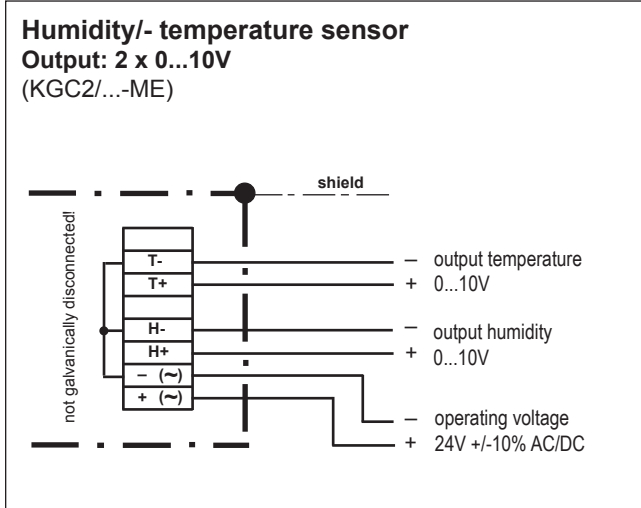 Humidity/- temperature sensor
Output: 2 x 0...10V
(KGC2/...-ME)
shield
not galvanically disconnected!
T-
T+
H-
H+
– (~)
+ (~)
– output temperature
+ 0...10V
– output humidity
+ 0...10V
– operating voltage
+ 24V +/-10% AC/DC